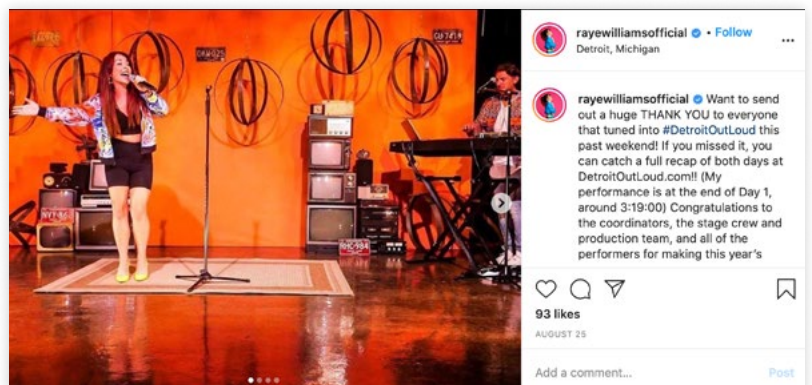 rayewilliamsofficial • Follow
Detroit, Michigan
rayewilliamsofficial Want to send
out a huge THANK YOU to everyone
that tuned into #DetroitOutLoud this
past weekend! If you missed it, you
can catch a full recap of both days at
DetroitOutLoud.com!! (My
performance is at the end of Day 1,
around 3:19:00) Congratulations to
the coordinators, the stage crew and
production team, and all of the
performers for making this year's
93 likes
AUGUST 25
Add a comment...
Post